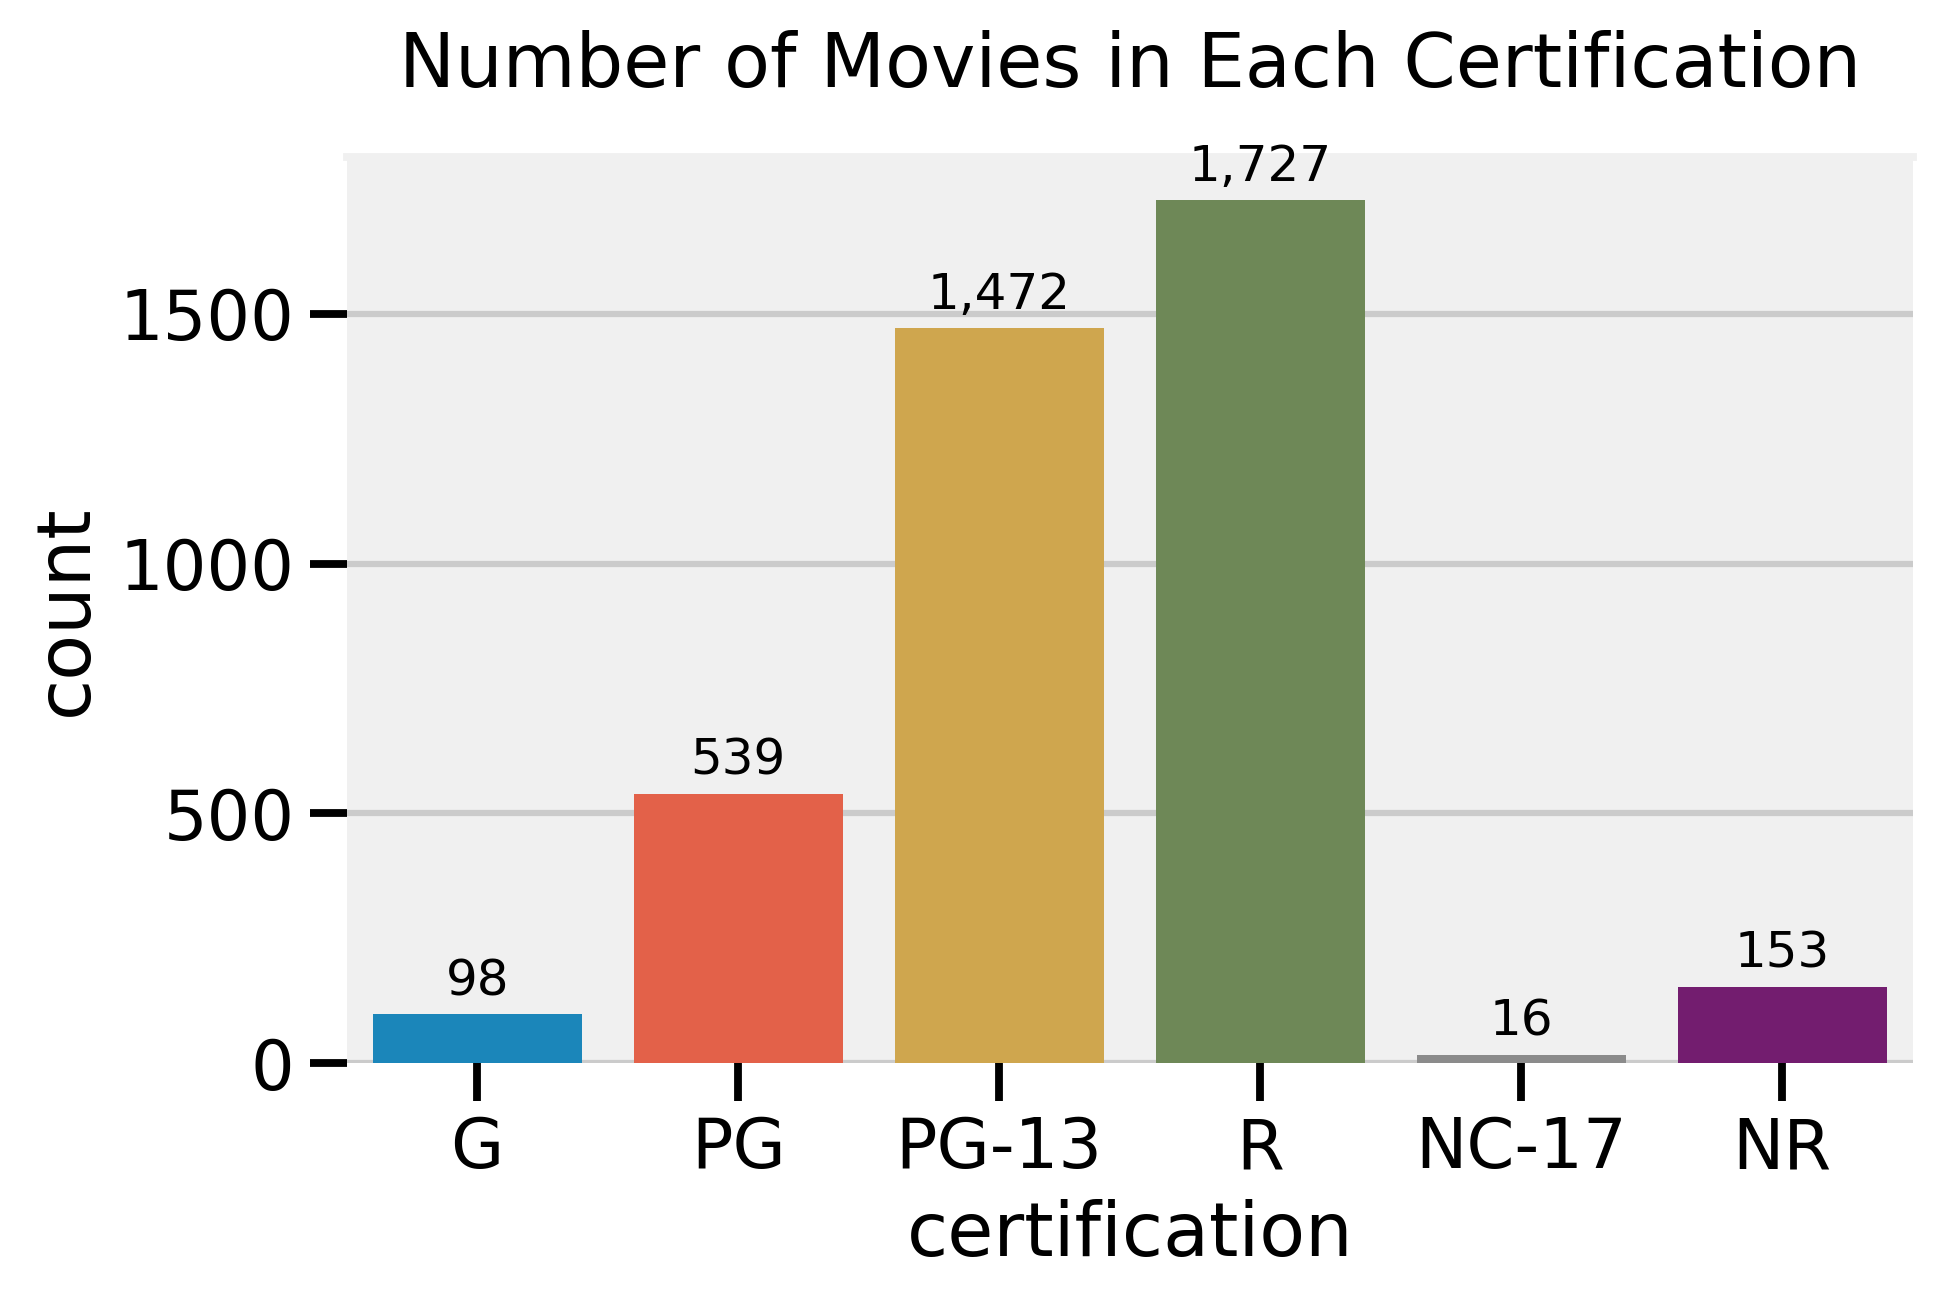 Number of Movies in Each Certification
1,727
1500
1,472
count
1000
539
500
98
16
153
0
G PG PG-13 R NC-17 NR
certification